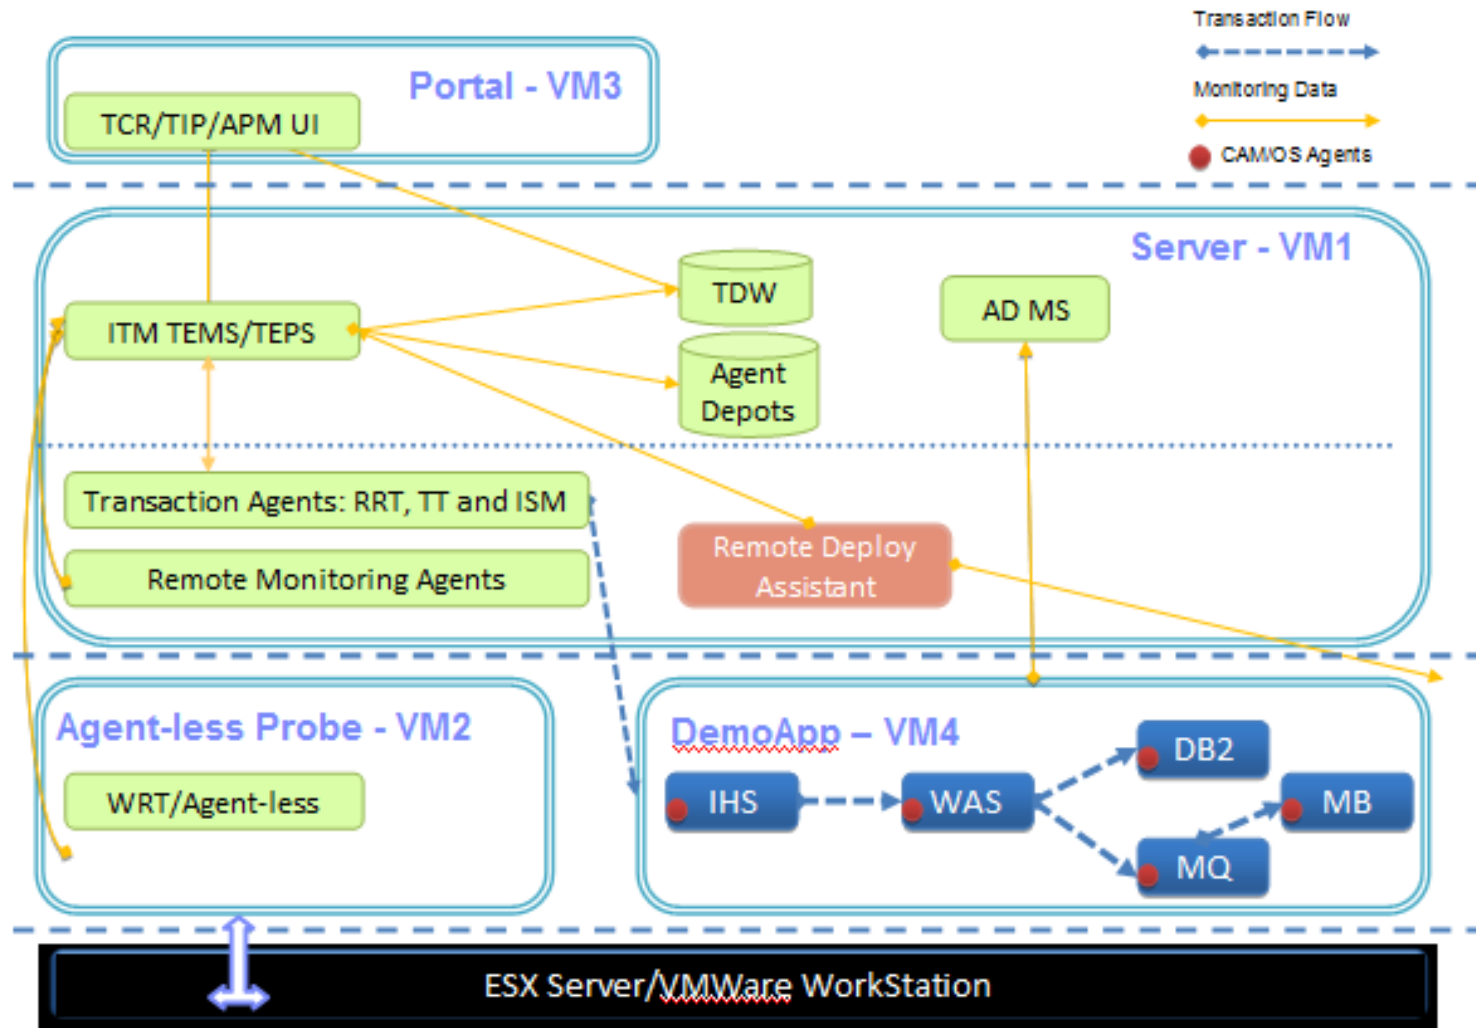 Transaction Flow
Monitoring Data
CAM/OS Agents
Portal - VM3
TCR/TIP/APM UI
Server - VM1
TDW
AD MS
ITM TEMS/TEPS
Agent
Depots
Transaction Agents: RRT, TT and ISM
Remote Deploy
Assistant
Remote Monitoring Agents
Agent-less Probe - VM2
WRT/Agent-less
DemoApp – VM4
DB2
IHS
WAS
MB
MQ
ESX Server/VMWare WorkStation